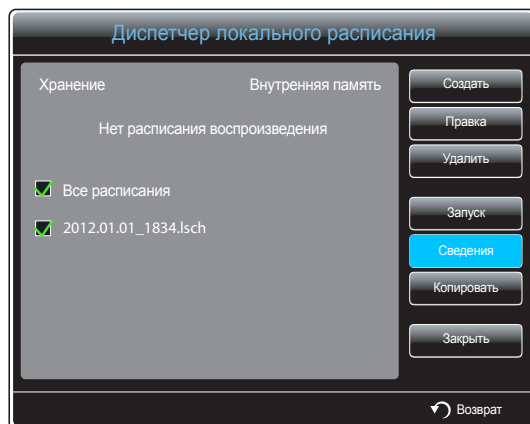 Диспетчер локального расписания
Хранение Внутренняя память
Нет расписания воспроизведения
Все расписания
2012.01.01_1834.lsch
Создать
Правка
Удалить
Запуск
Сведения
Копировать
Закрыть
Возврат